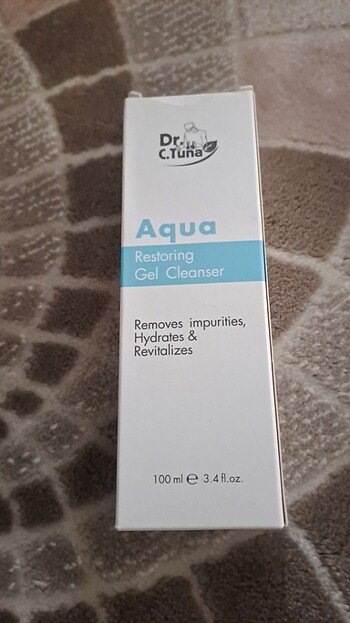 Dr.
C.Tuna
Aqua
Restoring
Gel Cleanser
Removes impurities,
Hydrates &
Revitalizes
100 ml ℮ 3.4 fl.oz.